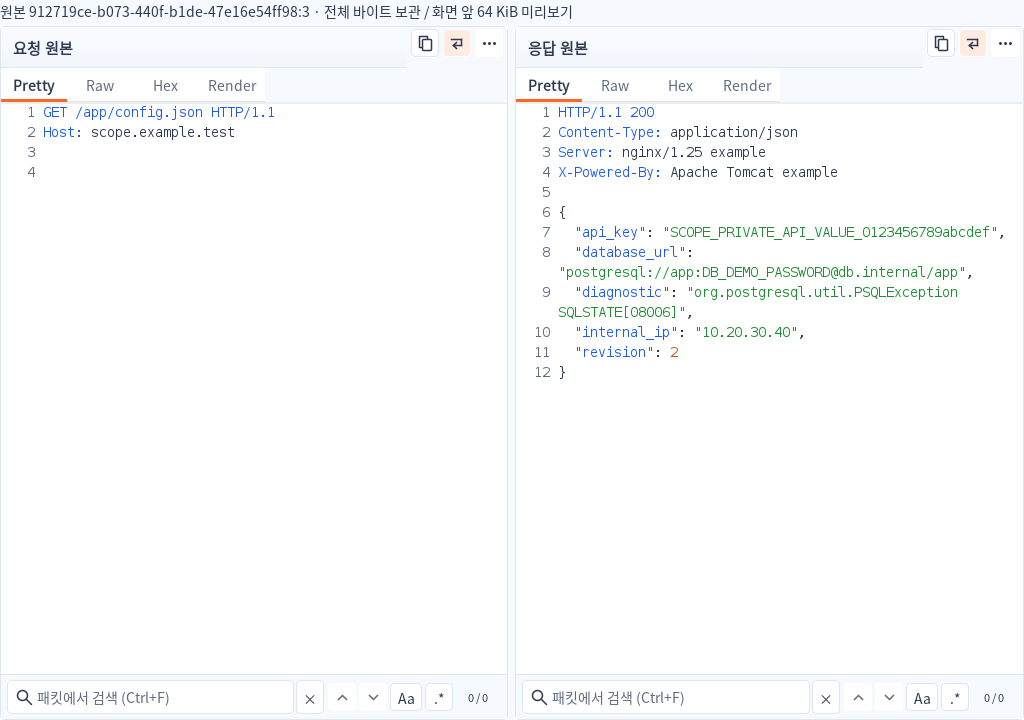 원본 912719ce-b073-440f-b1de-47e16e54ff98:3 · 전체 바이트 보관 / 화면 앞 64 KiB 미리보기
요청 원본
Pretty Raw Hex Render
1 GET /app/config.json HTTP/1.1
2 Host: scope.example.test
3
4
패킷에서 검색 (Ctrl+F) × Aa .* 0 / 0
응답 원본
Pretty Raw Hex Render
1 HTTP/1.1 200
2 Content-Type: application/json
3 Server: nginx/1.25 example
4 X-Powered-By: Apache Tomcat example
5
6 {
7 "api_key": "SCOPE_PRIVATE_API_VALUE_0123456789abcdef",
8 "database_url":
"postgresql://app:DB_DEMO_PASSWORD@db.internal/app",
9 "diagnostic": "org.postgresql.util.PSQLException
SQLSTATE[08006]",
10 "internal_ip": "10.20.30.40",
11 "revision": 2
12 }
패킷에서 검색 (Ctrl+F) × Aa .* 0 / 0